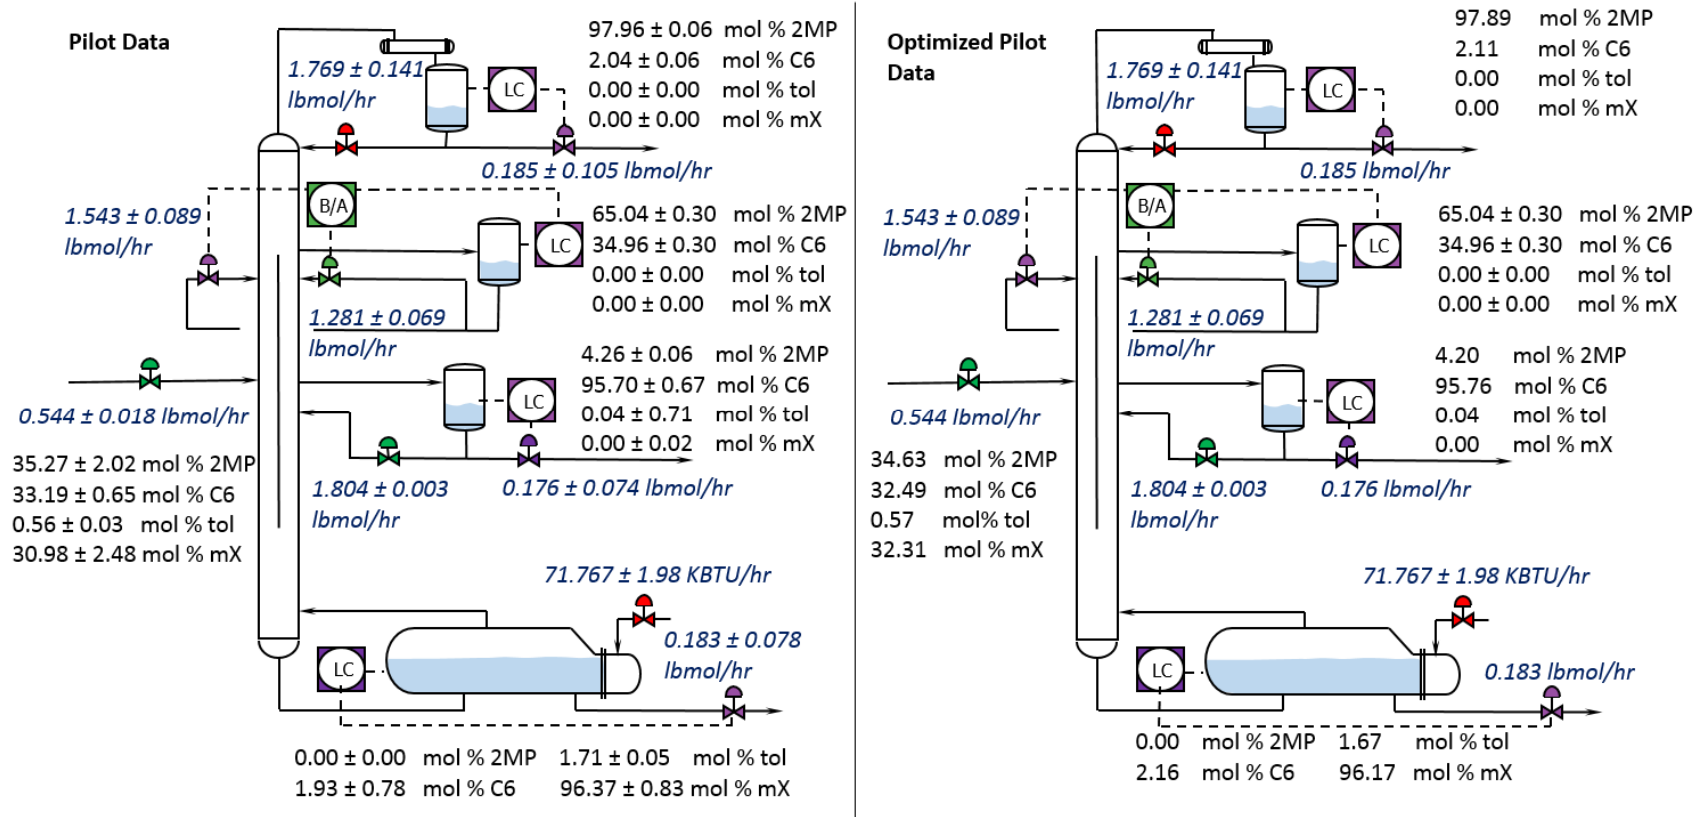 Pilot Data
97.96 ± 0.06 mol % 2MP
2.04 ± 0.06 mol % C6
0.00 ± 0.00 mol % tol
0.00 ± 0.00 mol % mX
1.769 ± 0.141
lbmol/hr
LC
0.185 ± 0.105 lbmol/hr
B/A
1.543 ± 0.089
lbmol/hr
LC
65.04 ± 0.30 mol % 2MP
34.96 ± 0.30 mol % C6
0.00 ± 0.00 mol % tol
0.00 ± 0.00 mol % mX
1.281 ± 0.069
lbmol/hr
4.26 ± 0.06 mol % 2MP
95.70 ± 0.67 mol % C6
0.04 ± 0.71 mol % tol
0.00 ± 0.02 mol % mX
LC
0.544 ± 0.018 lbmol/hr
35.27 ± 2.02 mol % 2MP
33.19 ± 0.65 mol % C6
0.56 ± 0.03 mol % tol
30.98 ± 2.48 mol % mX
1.804 ± 0.003
lbmol/hr
0.176 ± 0.074 lbmol/hr
71.767 ± 1.98 KBTU/hr
0.183 ± 0.078
lbmol/hr
LC
0.00 ± 0.00 mol % 2MP 1.71 ± 0.05 mol % tol
1.93 ± 0.78 mol % C6 96.37 ± 0.83 mol % mX
Optimized Pilot
Data
97.89 mol % 2MP
2.11 mol % C6
0.00 mol % tol
0.00 mol % mX
1.769 ± 0.141
lbmol/hr
LC
0.185 lbmol/hr
B/A
1.543 ± 0.089
lbmol/hr
LC
65.04 ± 0.30 mol % 2MP
34.96 ± 0.30 mol % C6
0.00 ± 0.00 mol % tol
0.00 ± 0.00 mol % mX
1.281 ± 0.069
lbmol/hr
4.20 mol % 2MP
95.76 mol % C6
0.04 mol % tol
0.00 mol % mX
LC
0.544 lbmol/hr
34.63 mol % 2MP
32.49 mol % C6
0.57 mol% tol
32.31 mol % mX
1.804 ± 0.003
lbmol/hr
0.176 lbmol/hr
71.767 ± 1.98 KBTU/hr
0.183 lbmol/hr
LC
0.00 mol % 2MP 1.67 mol % tol
2.16 mol % C6 96.17 mol % mX